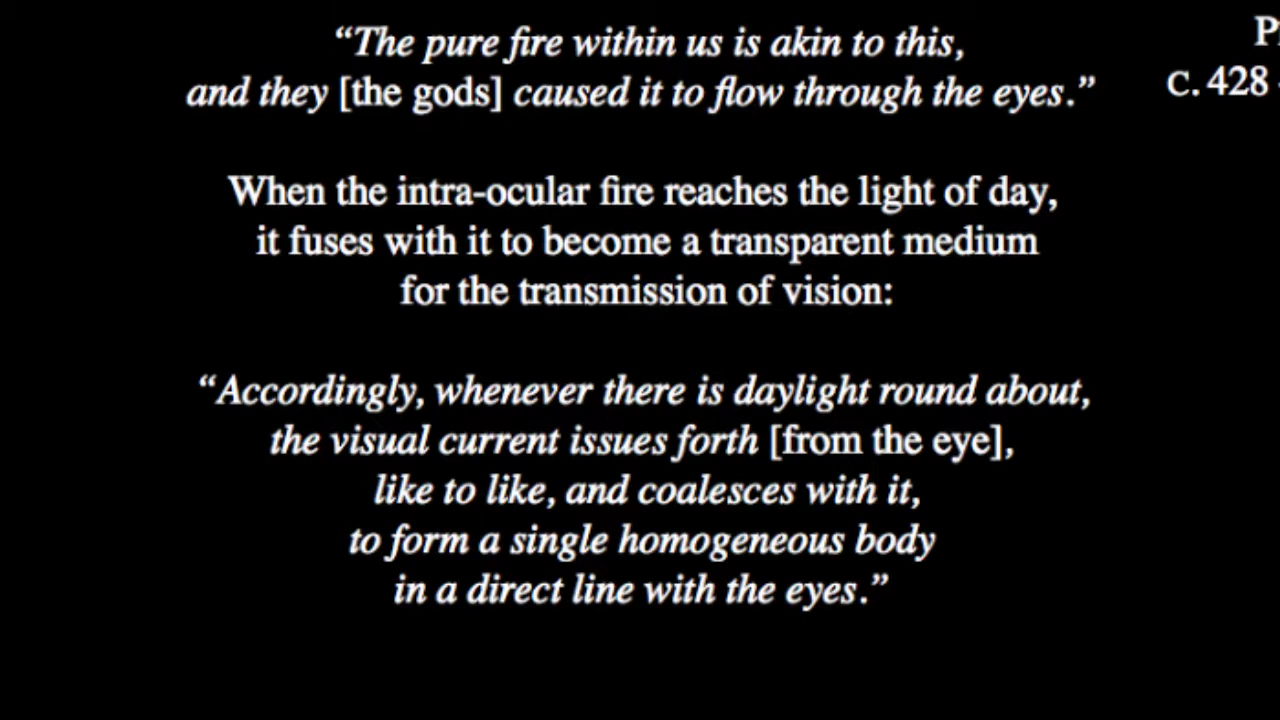 “The pure fire within us is akin to this,
and they [the gods] caused it to flow through the eyes.”
When the intra-ocular fire reaches the light of day,
it fuses with it to become a transparent medium
for the transmission of vision:
“Accordingly, whenever there is daylight round about,
the visual current issues forth [from the eye],
like to like, and coalesces with it,
to form a single homogeneous body
in a direct line with the eyes.”
C. 428